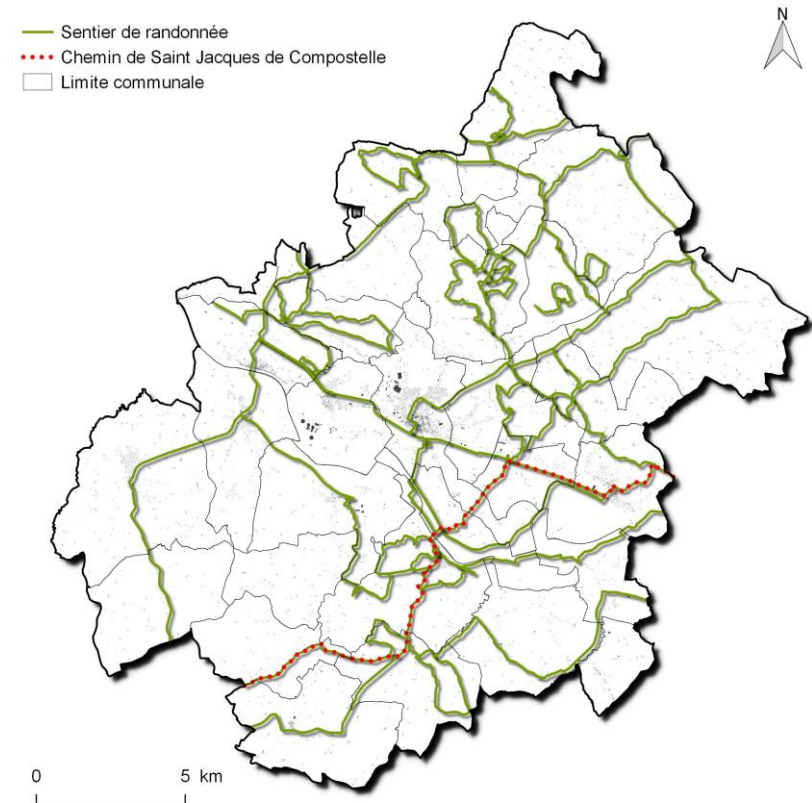 N
Sentier de randonnée
Chemin de Saint Jacques de Compostelle
Limite communale
0 5 km